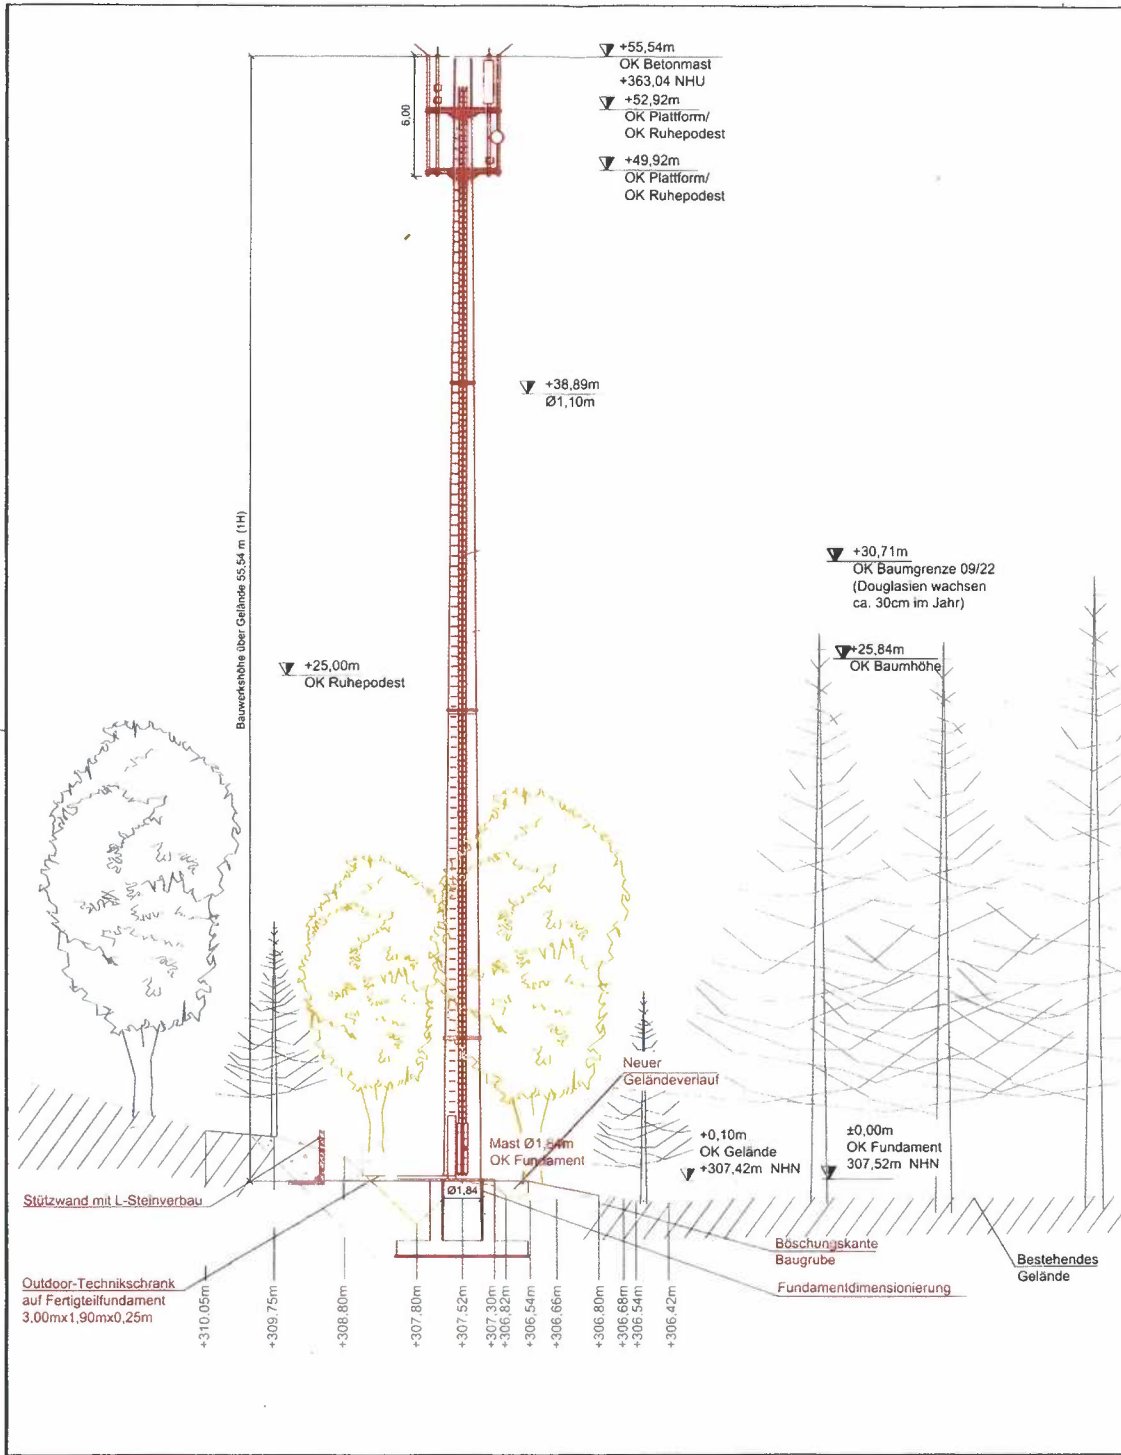 +55,54m
OK Betonmast
+363,04 NHU
+52,92m
OK Plattform/
OK Ruhepodest
+49,92m
OK Plattform/
OK Ruhepodest
6,00
+38,89m
Ø1,10m
Bauwerkshöhe über Gelände 55,54 m (1H)
+30,71m
OK Baumgrenze 09/22
(Douglasien wachsen
ca. 30cm im Jahr)
+25,84m
OK Baumhöhe
+25,00m
OK Ruhepodest
Neuer
Geländeverlauf
Mast Ø1,84m
OK Fundament
+0,10m
OK Gelände
+307,42m NHN
±0,00m
OK Fundament
307,52m NHN
Ø1,84
Stützwand mit L-Steinverbau
Böschungskante
Baugrube
Bestehendes
Gelände
Outdoor-Technikschrank
auf Fertigteilfundament
3,00mx1,90mx0,25m
Fundamentdimensionierung
+310,05m
+309,75m
+308,80m
+307,80m
+307,52m
+307,30m
+306,82m
+306,54m
+306,66m
+306,80m
+306,68m
+306,54m
+306,42m